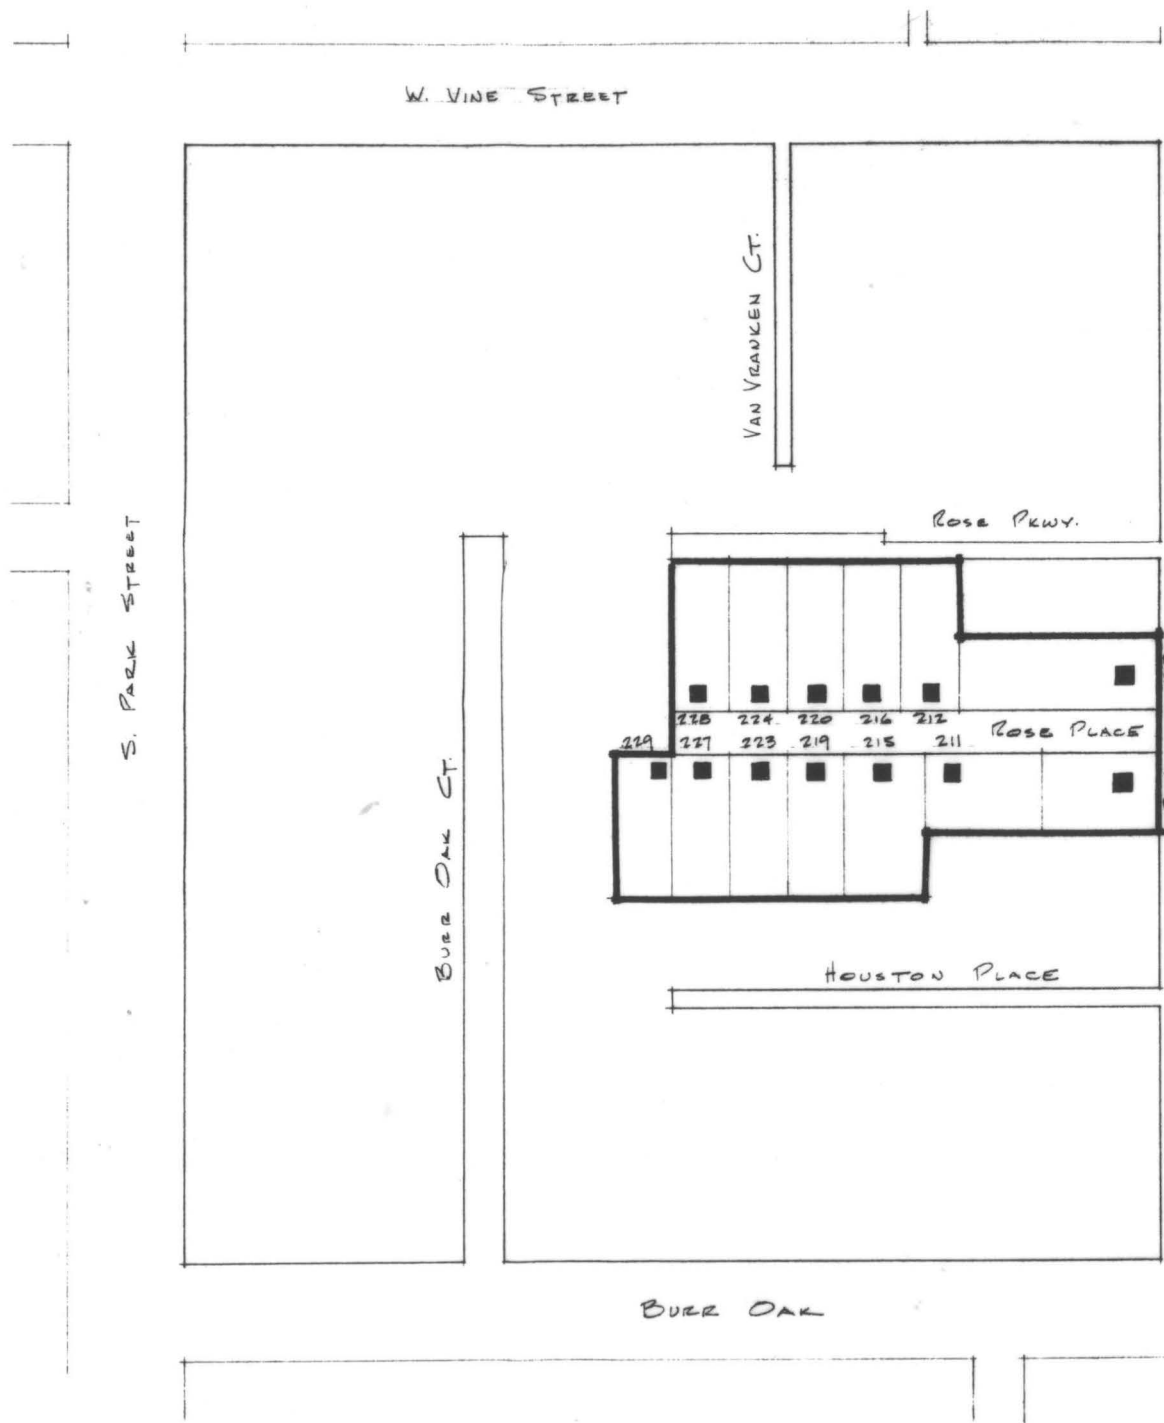 W. VINE STREET
VAN VRANKEN CT.
ROSE PKWY.
S. PARK STREET
228 224 220 216 212
ROSE PLACE
229 227 223 219 215 211
BURR OAK CT.
HOUSTON PLACE
BURR OAK